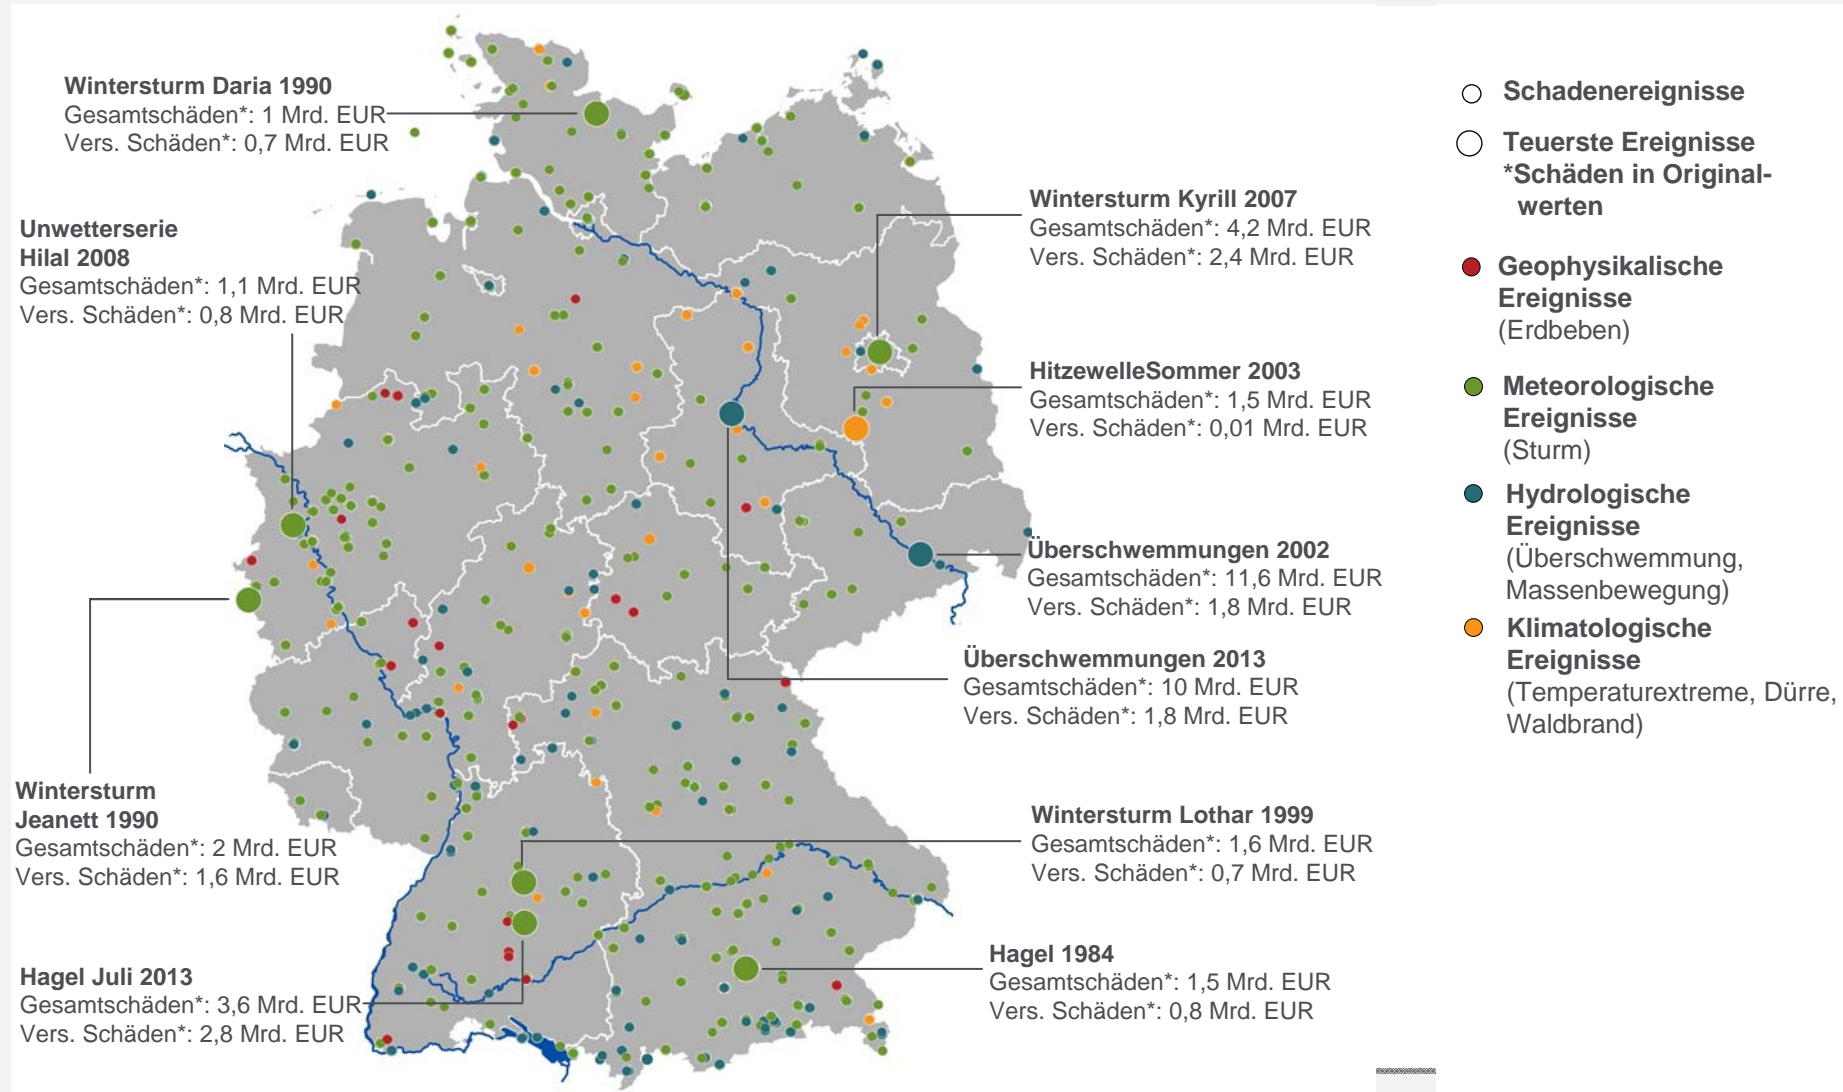 Wintersturm Daria 1990
Gesamtschäden*: 1 Mrd. EUR
Vers. Schäden*: 0,7 Mrd. EUR
Unwetterserie
Hilal 2008
Gesamtschäden*: 1,1 Mrd. EUR
Vers. Schäden*: 0,8 Mrd. EUR
Wintersturm
Jeanett 1990
Gesamtschäden*: 2 Mrd. EUR
Vers. Schäden*: 1,6 Mrd. EUR
Hagel Juli 2013
Gesamtschäden*: 3,6 Mrd. EUR
Vers. Schäden*: 2,8 Mrd. EUR
Wintersturm Kyrill 2007
Gesamtschäden*: 4,2 Mrd. EUR
Vers. Schäden*: 2,4 Mrd. EUR
HitzewelleSommer 2003
Gesamtschäden*: 1,5 Mrd. EUR
Vers. Schäden*: 0,01 Mrd. EUR
Überschwemmungen 2002
Gesamtschäden*: 11,6 Mrd. EUR
Vers. Schäden*: 1,8 Mrd. EUR
Überschwemmungen 2013
Gesamtschäden*: 10 Mrd. EUR
Vers. Schäden*: 1,8 Mrd. EUR
Wintersturm Lothar 1999
Gesamtschäden*: 1,6 Mrd. EUR
Vers. Schäden*: 0,7 Mrd. EUR
Hagel 1984
Gesamtschäden*: 1,5 Mrd. EUR
Vers. Schäden*: 0,8 Mrd. EUR
Schadenereignisse
Teuerste Ereignisse
*Schäden in Original-
werten
Geophysikalische
Ereignisse
(Erdbeben)
Meteorologische
Ereignisse
(Sturm)
Hydrologische
Ereignisse
(Überschwemmung,
Massenbewegung)
Klimatologische
Ereignisse
(Temperaturextreme, Dürre,
Waldbrand)